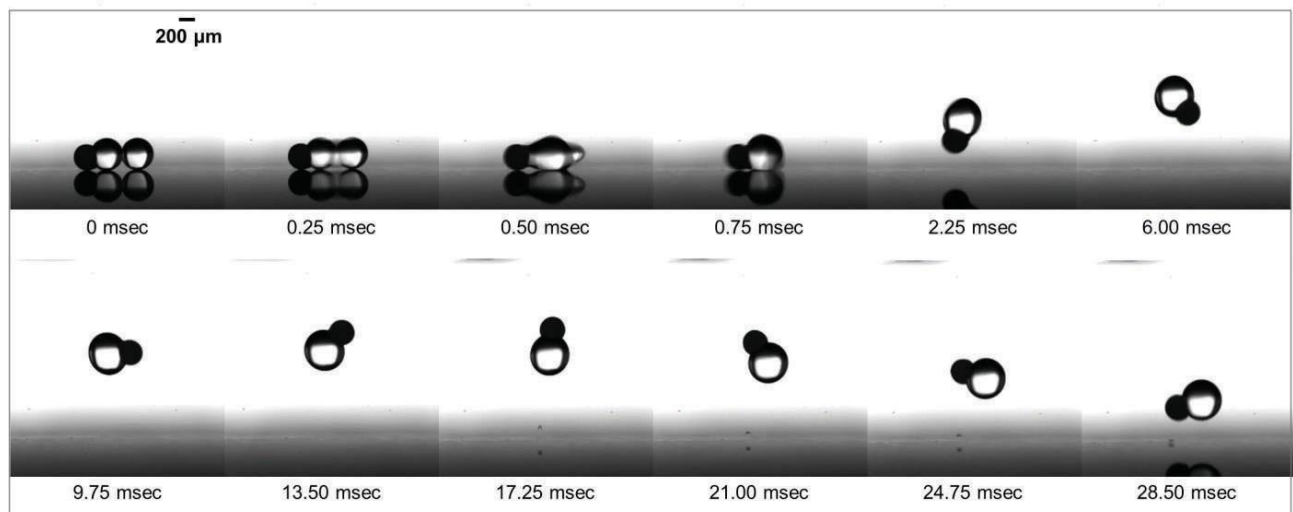 200 μm
0 msec
0.25 msec
0.50 msec
0.75 msec
2.25 msec
6.00 msec
9.75 msec
13.50 msec
17.25 msec
21.00 msec
24.75 msec
28.50 msec